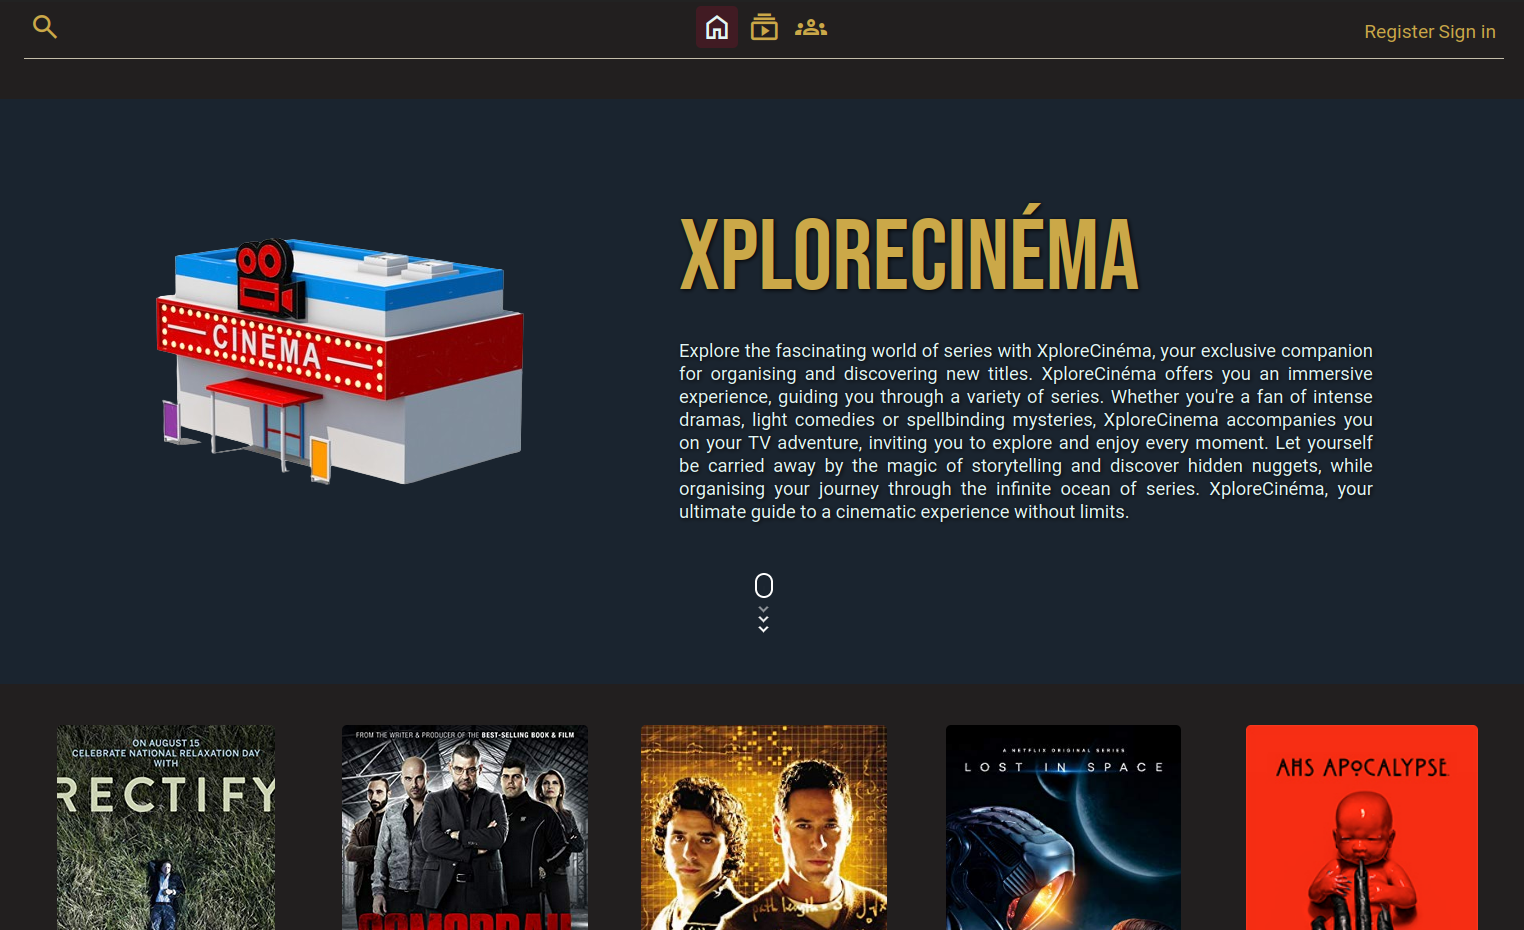 Register Sign in
XPLORECINÉMA
CINEMA
Explore the fascinating world of series with XploreCinéma, your exclusive companion
for organising and discovering new titles. XploreCinéma offers you an immersive
experience, guiding you through a variety of series. Whether you're a fan of intense
dramas, light comedies or spellbinding mysteries, XploreCinema accompanies you
on your TV adventure, inviting you to explore and enjoy every moment. Let yourself
be carried away by the magic of storytelling and discover hidden nuggets, while
organising your journey through the infinite ocean of series. XploreCinéma, your
ultimate guide to a cinematic experience without limits.
ON AUGUST 15
CELEBRATE NATIONAL RELAXATION DAY
WITH
RECTIFY
FROM THE WRITER & PRODUCER OF THE BEST-SELLING BOOK & FILM
GOMORRAH
path length =
A NETFLIX ORIGINAL SERIES
LOST IN SPACE
AHS APOCALYPSE